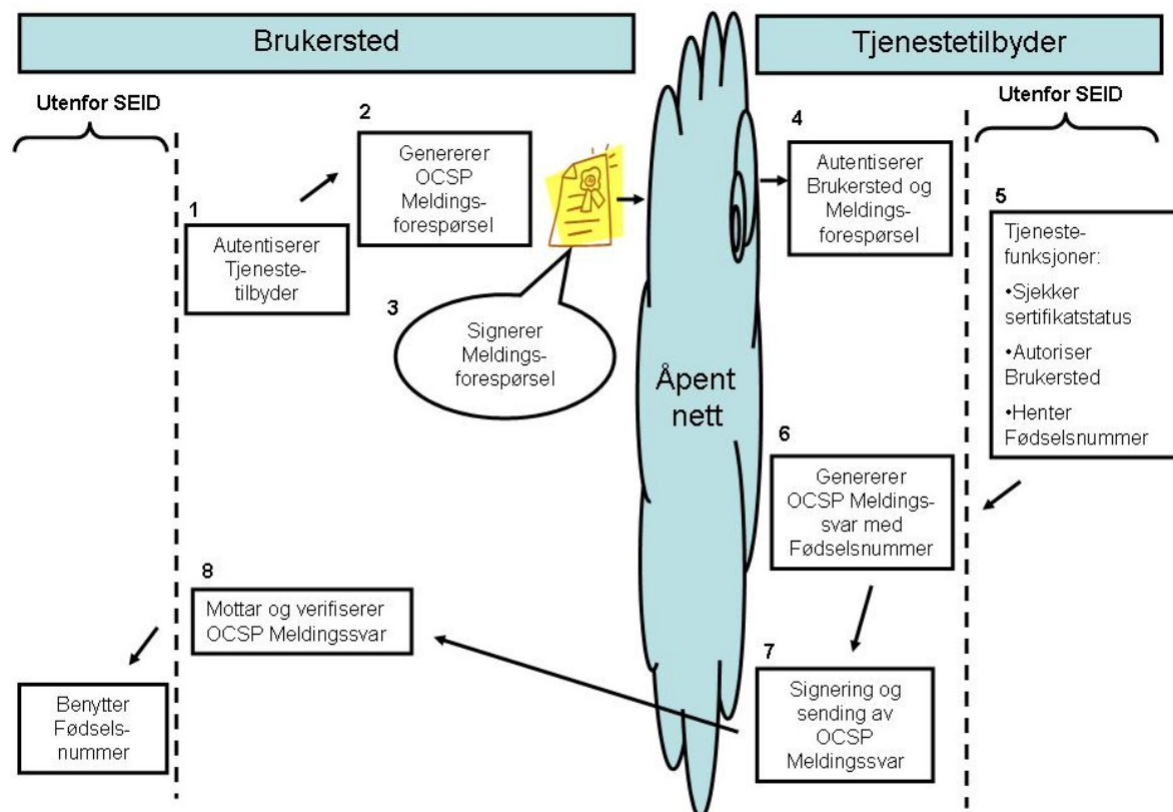 Brukersted
Tjenestetilbyder
Utenfor SEID
Utenfor SEID
1
Autentiserer
Tjeneste-
tilbyder
2
Genererer
OCSP
Meldings-
forespørsel
3
Signerer
Meldings-
forespørsel
Åpent
nett
4
Autentiserer
Brukersted og
Meldings-
forespørsel
5
Tjeneste-
funksjoner:
•Sjekker
sertifikatstatus
•Autoriser
Brukersted
•Henter
Fødselsnummer
6
Genererer
OCSP Meldings-
svar med
Fødselsnummer
7
Signering og
sending av
OCSP
Meldingssvar
8
Mottar og verifiserer
OCSP Meldingssvar
Benytter
Fødsels-
nummer